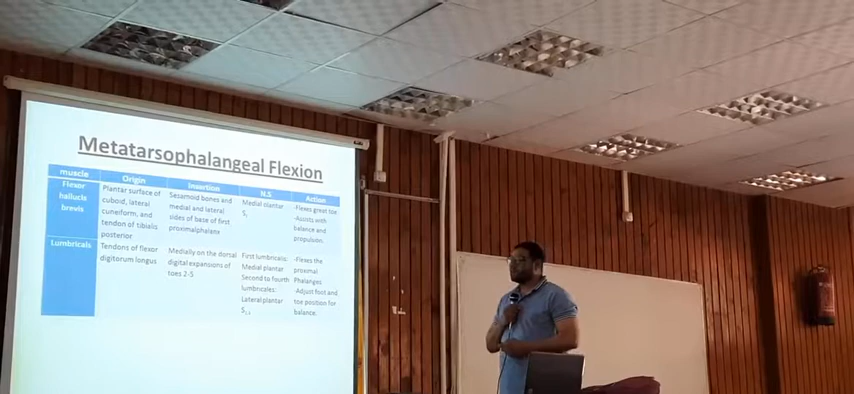 Metatarsophalangeal Flexion
muscle Origin Insertion N.S Action
Flexor
hallucis
brevis
Plantar surface of
cuboid, lateral
cuneiform, and
tendon of tibialis
posterior
Sesamoid bones and
medial and lateral
sides of base of first
proximalphalanx
Medial plantar
S,
-Flexes great toe
-Assists with
balance and
propulsion.
Lumbricals
Tendons of flexor
digitorum longus
Medially on the dorsal
digital expansions of
toes 2-5
First lumbricals:
Medial plantar
Second to fourth
lumbricales:
Lateral plantar
-Flexes the
proximal
Phalanges
-Adjust foot and
toe position for
balance.